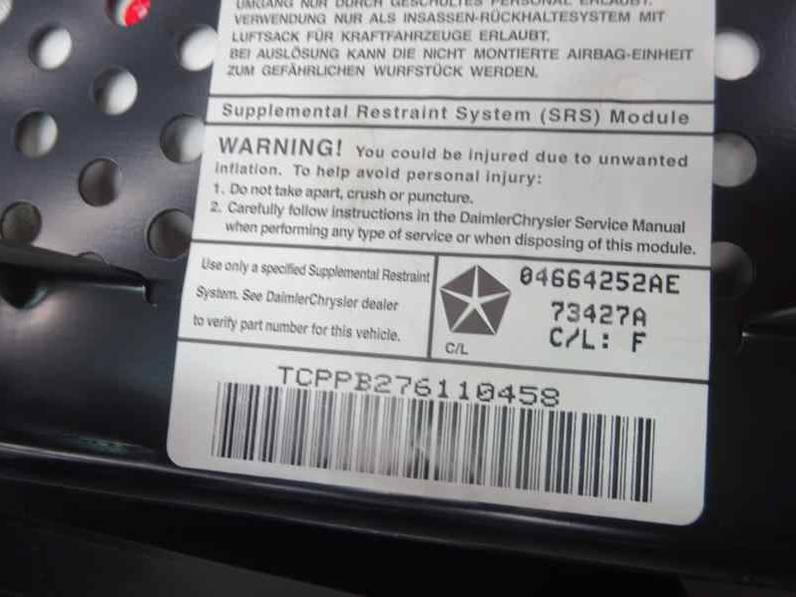 UMGANG NUR DURCH GESCHULTES PERSONAL ERLAUBT.
VERWENDUNG NUR ALS INSASSEN-RÜCKHALTESYSTEM MIT
LUFTSACK FÜR KRAFTFAHRZEUGE ERLAUBT.
BEI AUSLÖSUNG KANN DIE NICHT MONTIERTE AIRBAG-EINHEIT
ZUM GEFÄHRLICHEN WURFSTÜCK WERDEN.
Supplemental Restraint System (SRS) Module
WARNING! You could be injured due to unwanted
inflation. To help avoid personal injury:
1. Do not take apart, crush or puncture.
2. Carefully follow instructions in the DaimlerChrysler Service Manual
when performing any type of service or when disposing of this module.
Use only a specified Supplemental Restraint
System. See DaimlerChrysler dealer
to verify part number for this vehicle.
C/L
04664252AE
73427A
C/L: F
TCPPB276110458